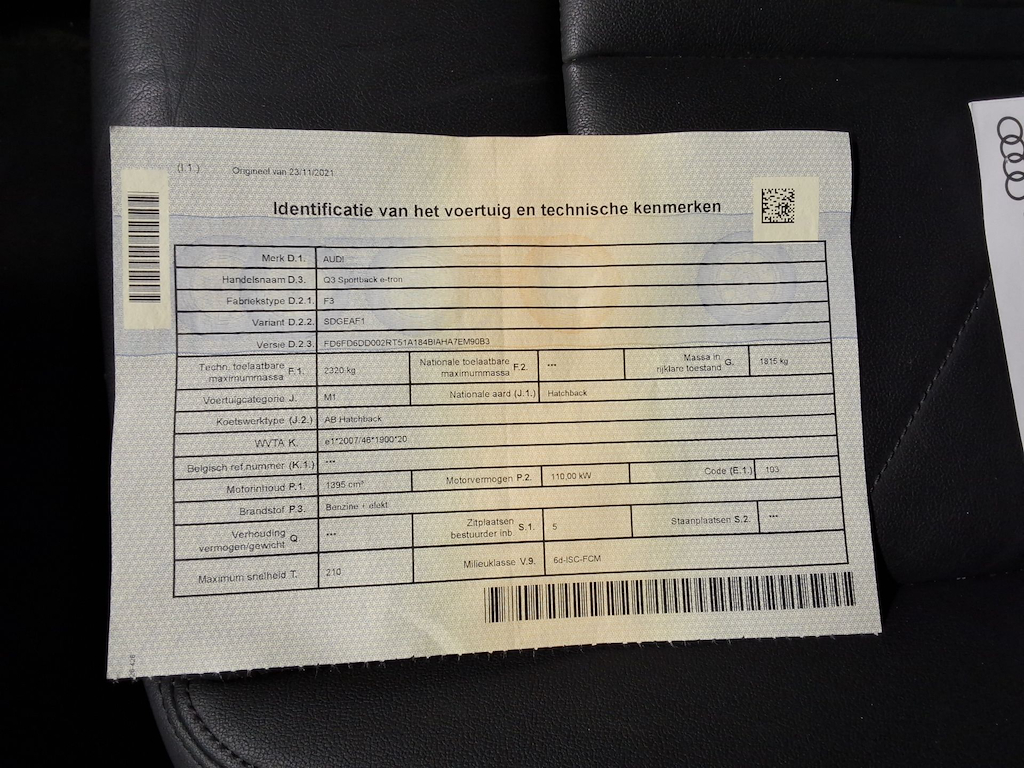 (I.1.) Origineel van 23/11/2021
Identificatie van het voertuig en technische kenmerken
Merk D.1. AUDI
Handelsnaam D.3. Q3 Sportback e-tron
Fabriekstype D.2.1. F3
Variant D.2.2. SDGEAF1
Versie D.2.3. FD6FD6DD002RT51A184BIAHA7EM90B3
Techn. toelaatbare maximummassa F.1. 2320 kg Nationale toelaatbare maximummassa F.2. --- Massa in rijklare toestand G. 1815 kg
Voertuigcategorie J. M1 Nationale aard (J.1.) Hatchback
Koetswerktype (J.2.) AB Hatchback
WVTA K. e1*2007/46*1900*20
Belgisch ref.nummer (K.1.) ---
Motorinhoud P.1. 1395 cm³ Motorvermogen P.2. 110,00 kW Code (E.1.) 103
Brandstof P.3. Benzine + elekt
Verhouding vermogen/gewicht Q --- Zitplaatsen bestuurder inb. S.1. 5 Staanplaatsen S.2. ---
Maximum snelheid T. 210 Milieuklasse V.9. 6d-ISC-FCM